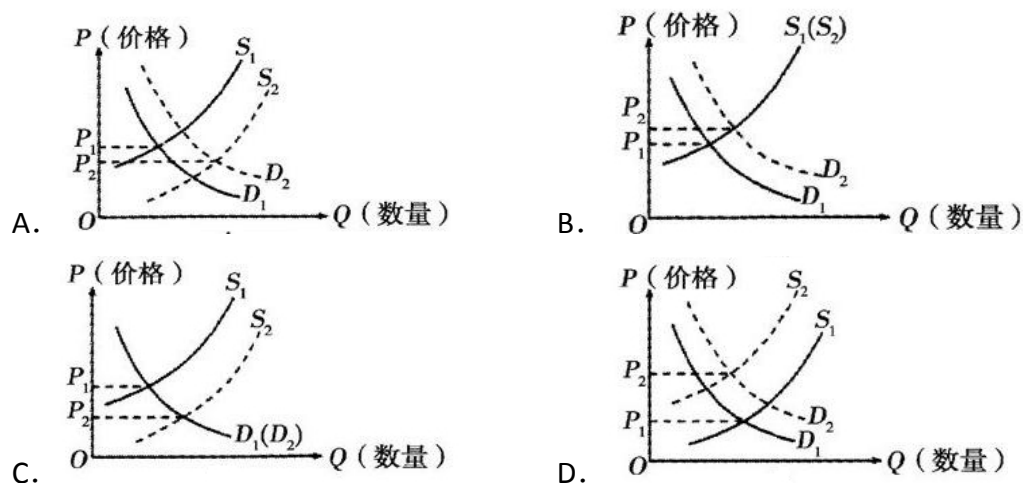 A.
P（价格）
S₁
S₂
P₁
P₂
D₂
D₁
O
Q（数量）
B.
P（价格）
S₁(S₂)
P₂
P₁
D₂
D₁
O
Q（数量）
C.
P（价格）
S₁
S₂
P₁
P₂
D₁(D₂)
O
Q（数量）
D.
P（价格）
S₂
S₁
P₂
P₁
D₂
D₁
O
Q（数量）